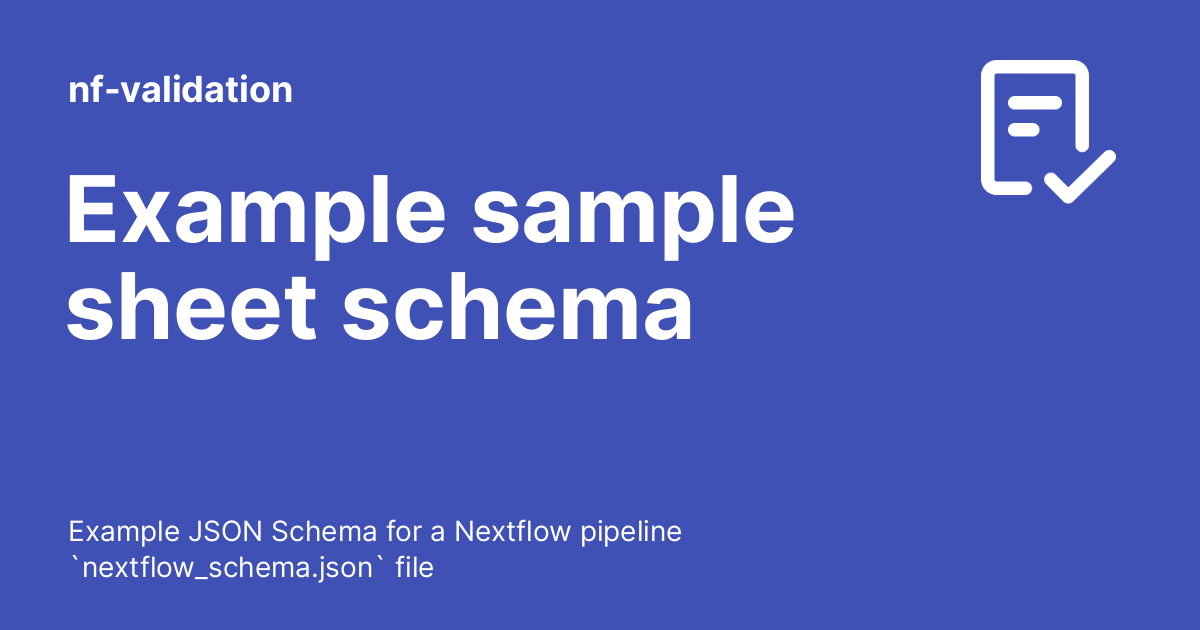 nf-validation
Example sample
sheet schema
Example JSON Schema for a Nextflow pipeline
`nextflow_schema.json` file